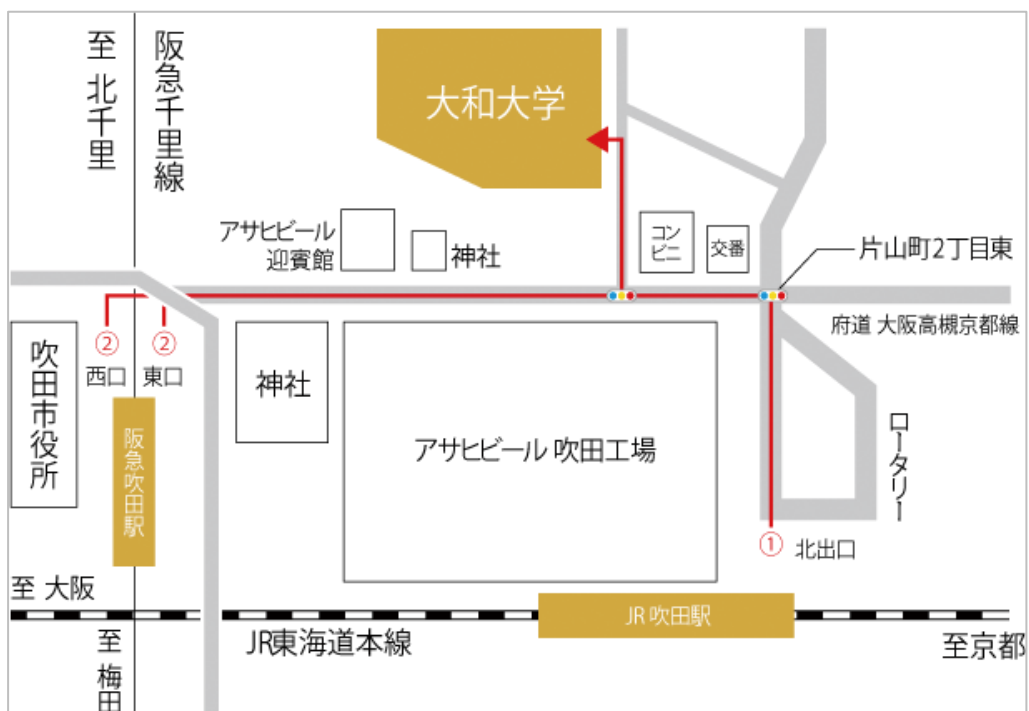 至 北千里
阪急千里線
大和大学
アサヒビール
迎賓館
神社
コン
ビニ
交番
片山町2丁目東
府道 大阪高槻京都線
②
②
西口
東口
吹田市役所
阪急吹田駅
神社
アサヒビール 吹田工場
ロータリー
①
北出口
至 大阪
JR 吹田駅
JR東海道本線
至京都
至 梅田